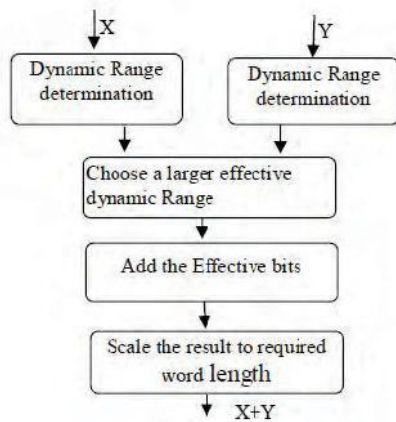 X
Y
Dynamic Range
determination
Dynamic Range
determination
Choose a larger effective
dynamic Range
Add the Effective bits
Scale the result to required
word length
X+Y